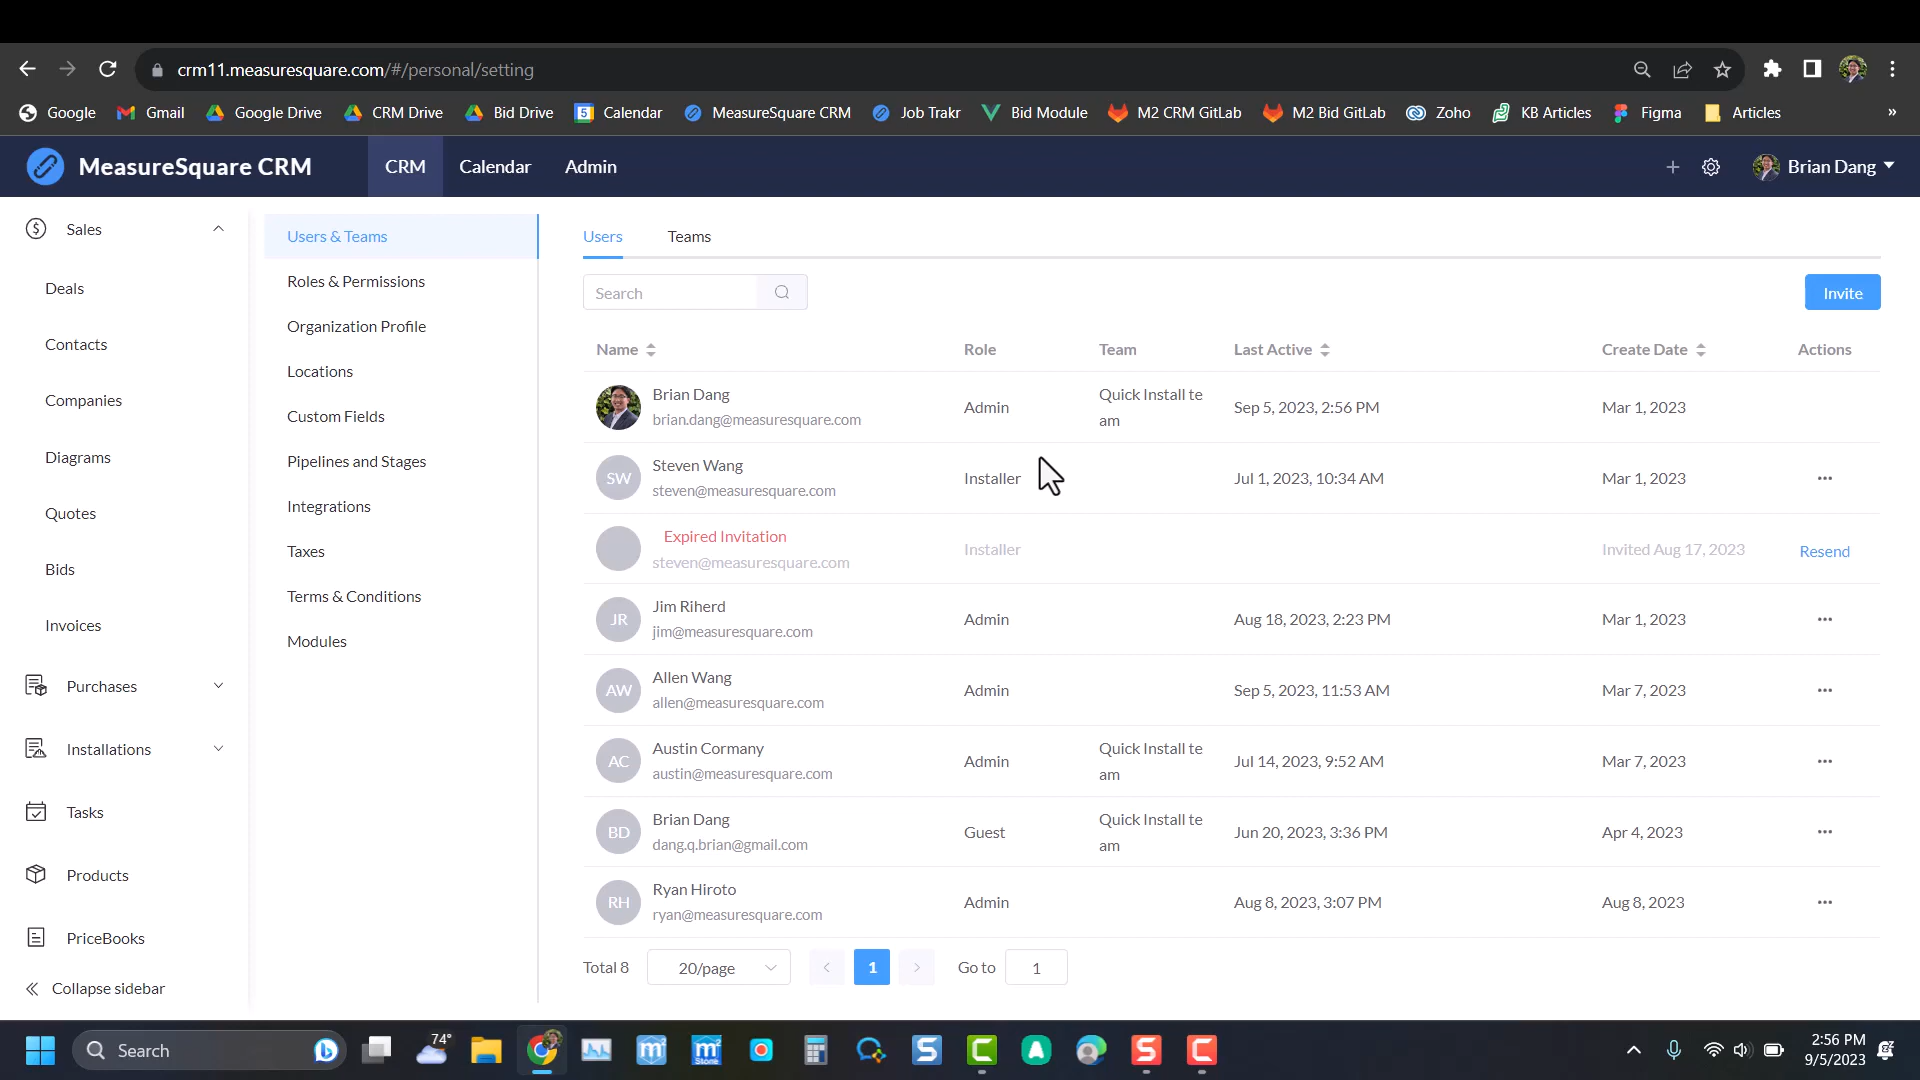 crm11.measuresquare.com/#/personal/setting
Google
Gmail
Google Drive
CRM Drive
Bid Drive
5
Calendar
MeasureSquare CRM
Job Trakr
Bid Module
M2 CRM GitLab
M2 Bid GitLab
Zoho
KB Articles
Figma
Articles
»
MeasureSquare CRM
CRM
Calendar
Admin
Brian Dang
Sales
Deals
Contacts
Companies
Diagrams
Quotes
Bids
Invoices
Purchases
Installations
Tasks
Products
PriceBooks
Collapse sidebar
Users & Teams
Roles & Permissions
Organization Profile
Locations
Custom Fields
Pipelines and Stages
Integrations
Taxes
Terms & Conditions
Modules
Users
Teams
Search
Invite
Name
Role
Team
Last Active
Create Date
Actions
Brian Dang
brian.dang@measuresquare.com
Admin
Quick Install te
am
Sep 5, 2023, 2:56 PM
Mar 1, 2023
SW
Steven Wang
steven@measuresquare.com
Installer
Jul 1, 2023, 10:34 AM
Mar 1, 2023
Expired Invitation
steven@measuresquare.com
Installer
Invited Aug 17, 2023
Resend
JR
Jim Riherd
jim@measuresquare.com
Admin
Aug 18, 2023, 2:23 PM
Mar 1, 2023
AW
Allen Wang
allen@measuresquare.com
Admin
Sep 5, 2023, 11:53 AM
Mar 7, 2023
AC
Austin Cormany
austin@measuresquare.com
Admin
Quick Install te
am
Jul 14, 2023, 9:52 AM
Mar 7, 2023
BD
Brian Dang
dang.q.brian@gmail.com
Guest
Quick Install te
am
Jun 20, 2023, 3:36 PM
Apr 4, 2023
RH
Ryan Hiroto
ryan@measuresquare.com
Admin
Aug 8, 2023, 3:07 PM
Aug 8, 2023
Total 8
20/page
1
Go to
1
Search
74°
m²
m²
Stone
S
C
A
S
C
2:56 PM
9/5/2023